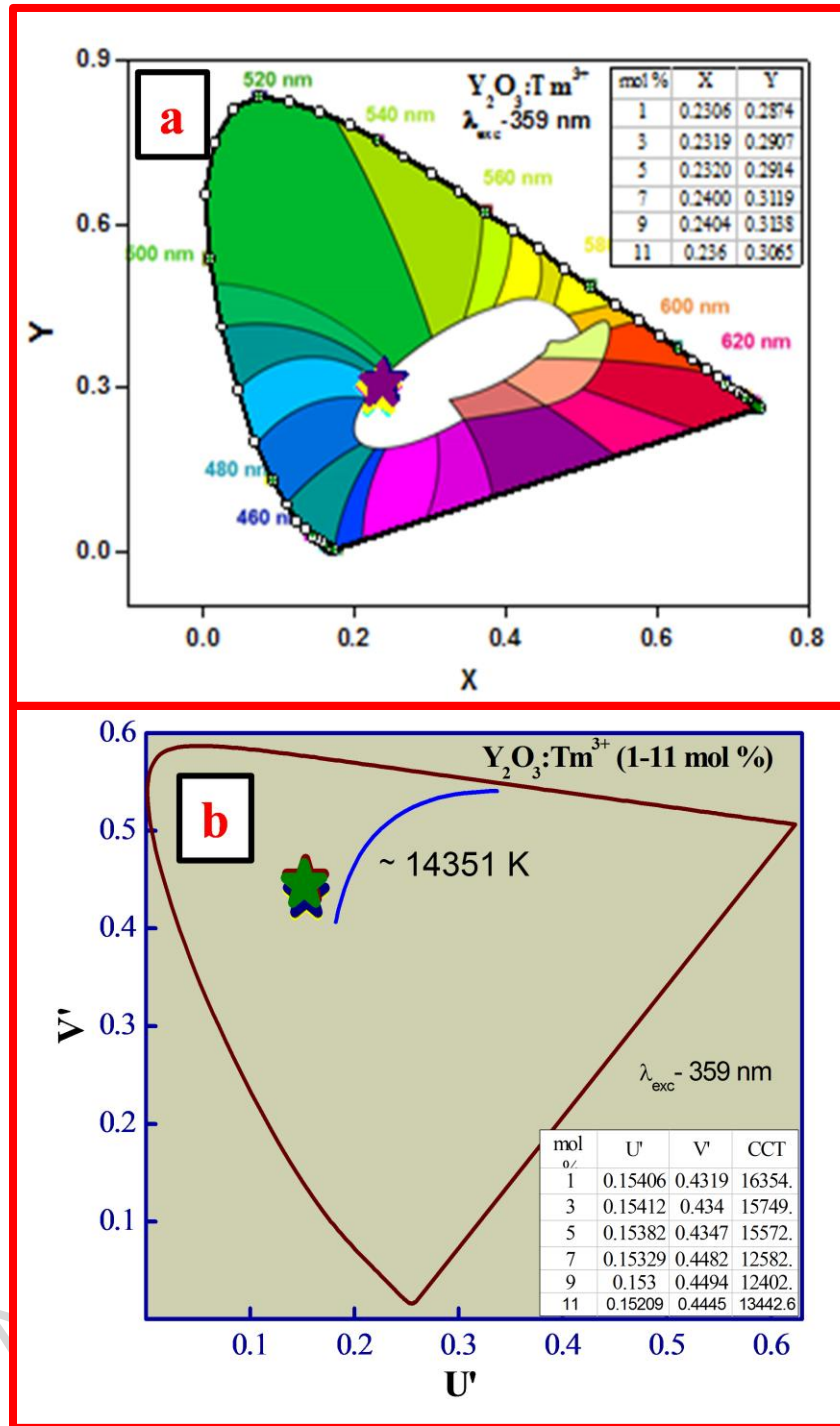 a
Y₂O₃:Tm³⁺
λexc-359 nm
mol % X Y
1 0.2306 0.2874
3 0.2319 0.2907
5 0.2320 0.2914
7 0.2400 0.3119
9 0.2404 0.3138
11 0.236 0.3065
520 nm
540 nm
560 nm
500 nm
600 nm
620 nm
480 nm
0.9
0.6
0.3
0.0
Y
0.0 0.2 0.4 0.6 0.8
X
b
Y₂O₃:Tm³⁺ (1-11 mol %)
~ 14351 K
λexc- 359 nm
mol U' V' CCT
1 0.15406 0.4319 16354.
3 0.15412 0.434 15749.
5 0.15382 0.4347 15572.
7 0.15329 0.4482 12582.
9 0.153 0.4494 12402.
11 0.15209 0.4445 13442.6
0.6
0.5
0.4
0.3
0.2
0.1
V'
0.1 0.2 0.3 0.4 0.5 0.6
U'